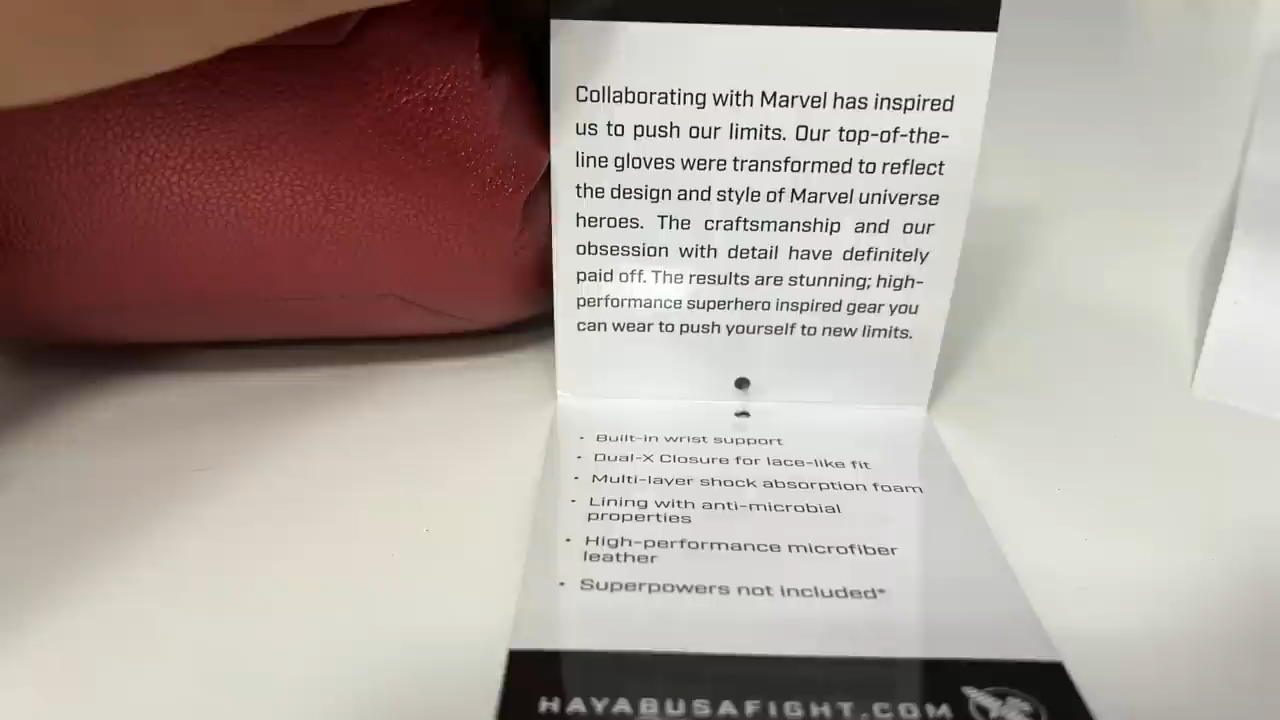 Collaborating with Marvel has inspired
us to push our limits. Our top-of-the-
line gloves were transformed to reflect
the design and style of Marvel universe
heroes. The craftsmanship and our
obsession with detail have definitely
paid off. The results are stunning; high-
performance superhero inspired gear you
can wear to push yourself to new limits.
• Built-in wrist support
• Dual-X Closure for lace-like fit
• Multi-layer shock absorption foam
• Lining with anti-microbial
properties
• High-performance microfiber
leather
• Superpowers not included*
HAYABUSAFIGHT.COM